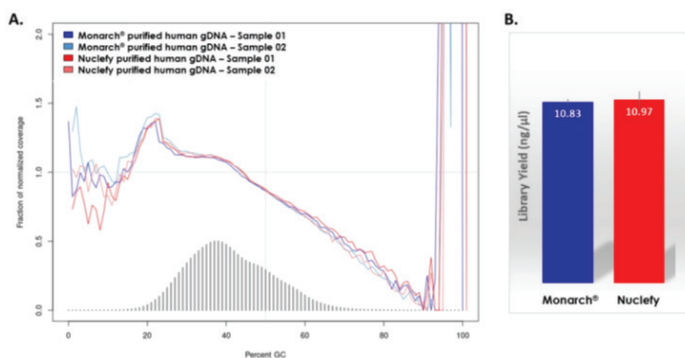 A.
Monarch® purified human gDNA – Sample 01
Monarch® purified human gDNA – Sample 02
Nuclefy purified human gDNA – Sample 01
Nuclefy purified human gDNA – Sample 02
Fraction of normalized coverage
2.0
1.5
1.0
0.5
0.0
0
20
40
60
80
100
Percent GC
B.
Library Yield (ng/µl)
10.83
10.97
Monarch®
Nuclefy